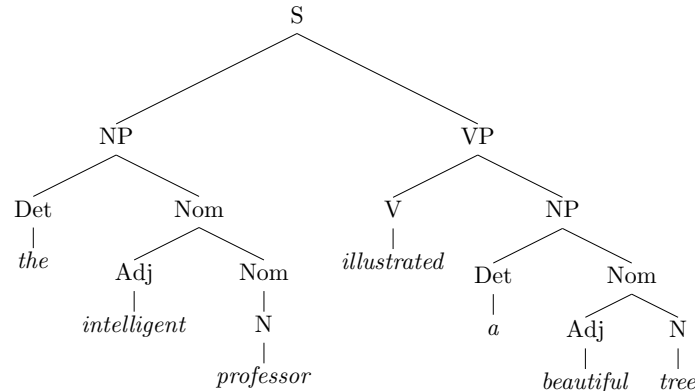 S
NP VP
Det Nom V NP
the Adj Nom illustrated Det Nom
intelligent N a Adj N
professor beautiful tree